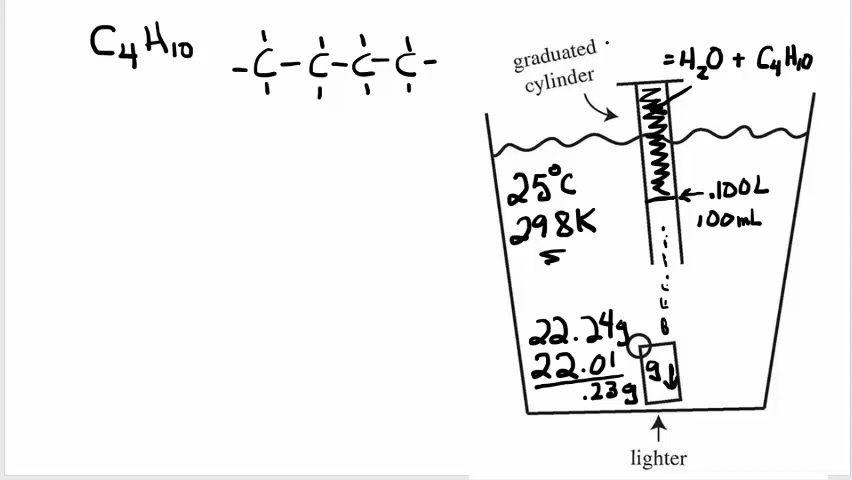 C4H10
-C-C-C-C-
graduated
cylinder
= H2O + C4H10
25°C
298K
.100L
100mL
22.24g
22.01
.23g
g
lighter